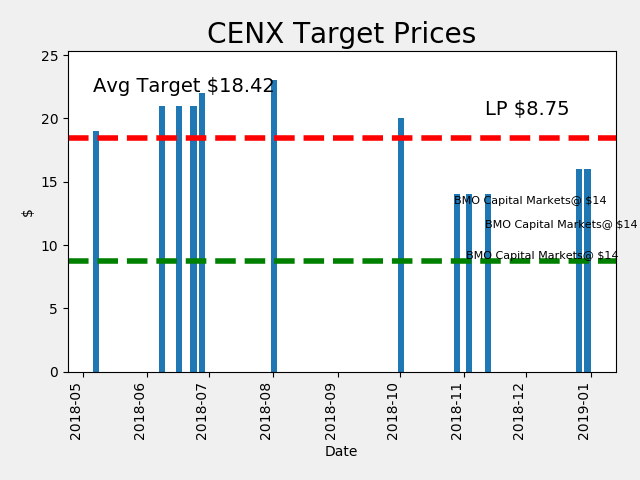 CENX Target Prices
25
Avg Target $18.42
LP $8.75
20
15
BMO Capital Markets@ $14
BMO Capital Markets@ $14
$
10
BMO Capital Markets@ $14
5
0
2018-05
2018-06
2018-07
2018-08
2018-09
2018-10
2018-11
2018-12
2019-01
Date